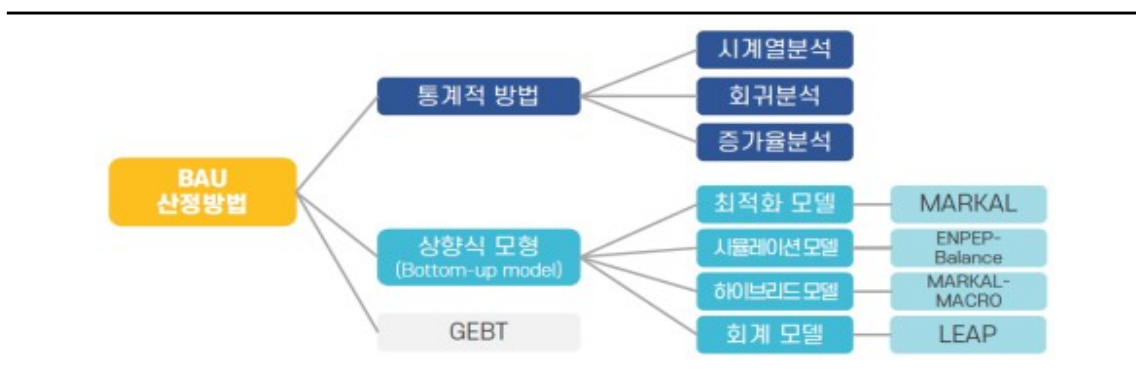 BAU
산정방법
통계적 방법
시계열분석
회귀분석
증가율분석
상향식 모형
(Bottom-up model)
최적화 모델
MARKAL
시뮬레이션 모델
ENPEP-
Balance
하이브리드 모델
MARKAL-
MACRO
회계 모델
LEAP
GEBT